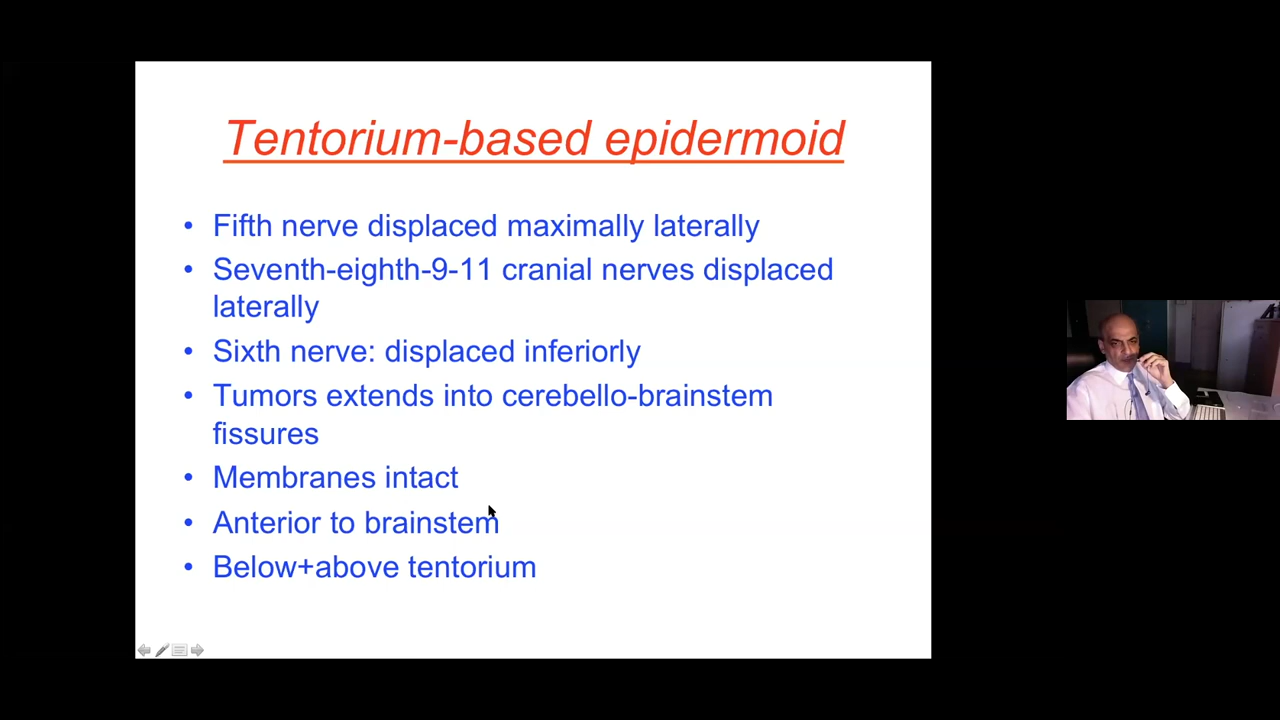 Tentorium-based epidermoid
• Fifth nerve displaced maximally laterally
• Seventh-eighth-9-11 cranial nerves displaced
laterally
• Sixth nerve: displaced inferiorly
• Tumors extends into cerebello-brainstem
fissures
• Membranes intact
• Anterior to brainstem
• Below+above tentorium